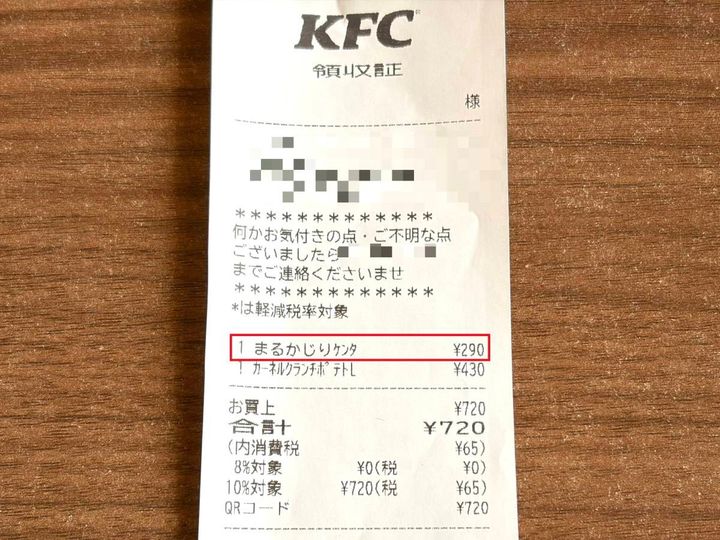 KFC
領収証
様
*************
何かお気付きの点・ご不明な点
ございましたら
までご連絡くださいませ
*************
*は軽減税率対象
1 まるかじりｹﾝﾀ ¥290
1 ｶｰﾈﾙｸﾗﾝﾁﾎﾟﾃﾄL ¥430
お買上 ¥720
合計 ¥720
(内消費税 ¥65)
8%対象 ¥0(税 ¥0)
10%対象 ¥720(税 ¥65)
QRコード ¥720